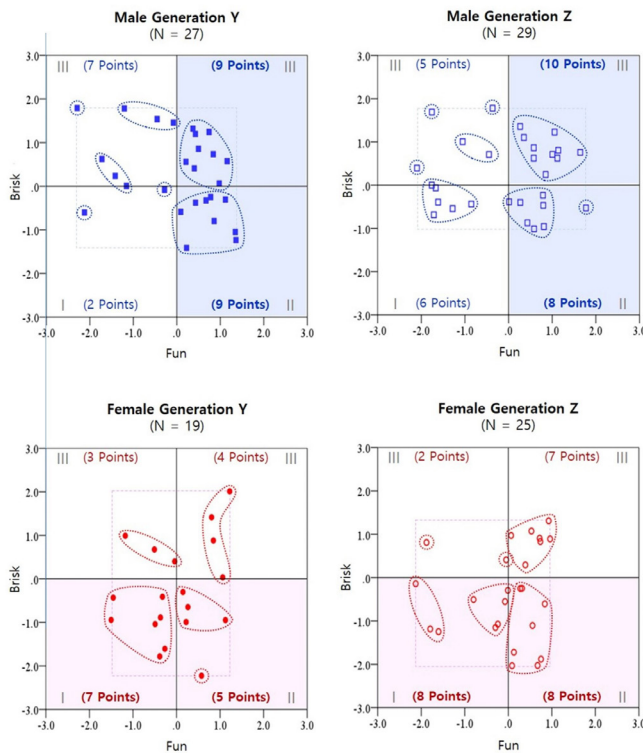 Male Generation Y
(N = 27)
3.0
III
(7 Points)
(9 Points)
III
2.0
1.0
Brisk
.0
-1.0
-2.0
I
(2 Points)
(9 Points)
II
-3.0
-3.0 -2.0 -1.0 .0 1.0 2.0 3.0
Fun
Male Generation Z
(N = 29)
3.0
III
(5 Points)
(10 Points)
III
2.0
1.0
Brisk
.0
-1.0
-2.0
I
(6 Points)
(8 Points)
II
-3.0
-3.0 -2.0 -1.0 .0 1.0 2.0 3.0
Fun
Female Generation Y
(N = 19)
3.0
III
(3 Points)
(4 Points)
III
2.0
1.0
Brisk
.0
-1.0
-2.0
I
(7 Points)
(5 Points)
II
-3.0
-3.0 -2.0 -1.0 .0 1.0 2.0 3.0
Fun
Female Generation Z
(N = 25)
3.0
III
(2 Points)
(7 Points)
III
2.0
1.0
Brisk
.0
-1.0
-2.0
I
(8 Points)
(8 Points)
II
-3.0
-3.0 -2.0 -1.0 .0 1.0 2.0 3.0
Fun